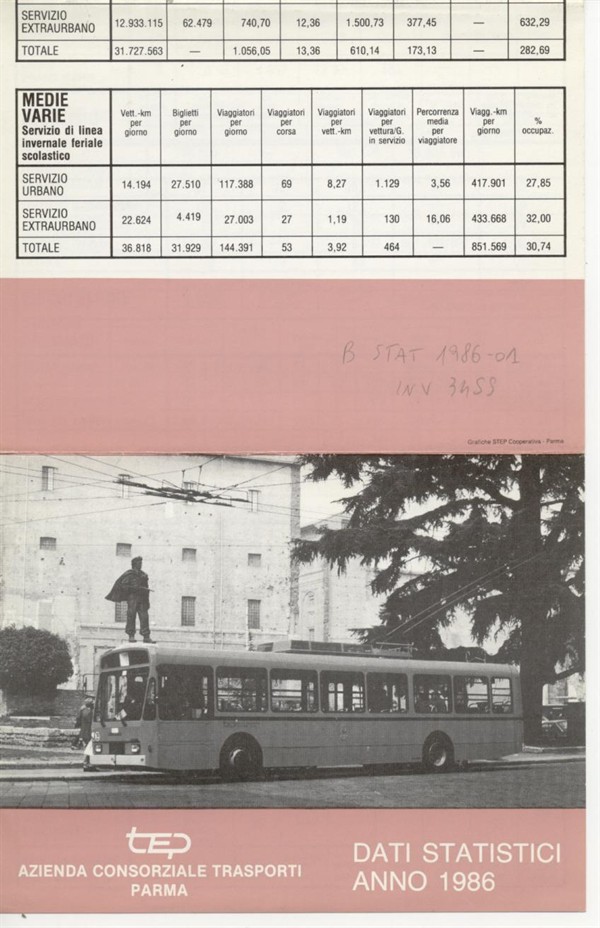 SERVIZIO
EXTRAURBANO 12.933.115 62.479 740,70 12,36 1.500,73 377,45 — 632,29
TOTALE 31.727.563 — 1.056,05 13,36 610,14 173,13 — 282,69
MEDIE
VARIE
Servizio di linea
invernale feriale
scolastico
Vett.-km
per
giorno
Biglietti
per
giorno
Viaggiatori
per
giorno
Viaggiatori
per
corsa
Viaggiatori
per
vett.-km
Viaggiatori
per
vettura/G.
in servizio
Percorrenza
media
per
viaggiatore
Viagg.-km
per
giorno
%
occupaz.
SERVIZIO
URBANO 14.194 27.510 117.388 69 8,27 1.129 3,56 417.901 27,85
SERVIZIO
EXTRAURBANO 22.624 4.419 27.003 27 1,19 130 16,06 433.668 32,00
TOTALE 36.818 31.929 144.391 53 3,92 464 — 851.569 30,74
B STAT 1986-01
INV 3459
Grafiche STEP Cooperativa - Parma
tep
AZIENDA CONSORZIALE TRASPORTI
PARMA
DATI STATISTICI
ANNO 1986